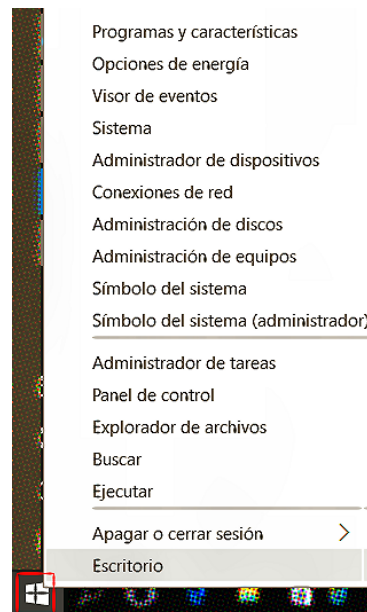 Programas y características
Opciones de energía
Visor de eventos
Sistema
Administrador de dispositivos
Conexiones de red
Administración de discos
Administración de equipos
Símbolo del sistema
Símbolo del sistema (administrador)
Administrador de tareas
Panel de control
Explorador de archivos
Buscar
Ejecutar
Apagar o cerrar sesión
Escritorio